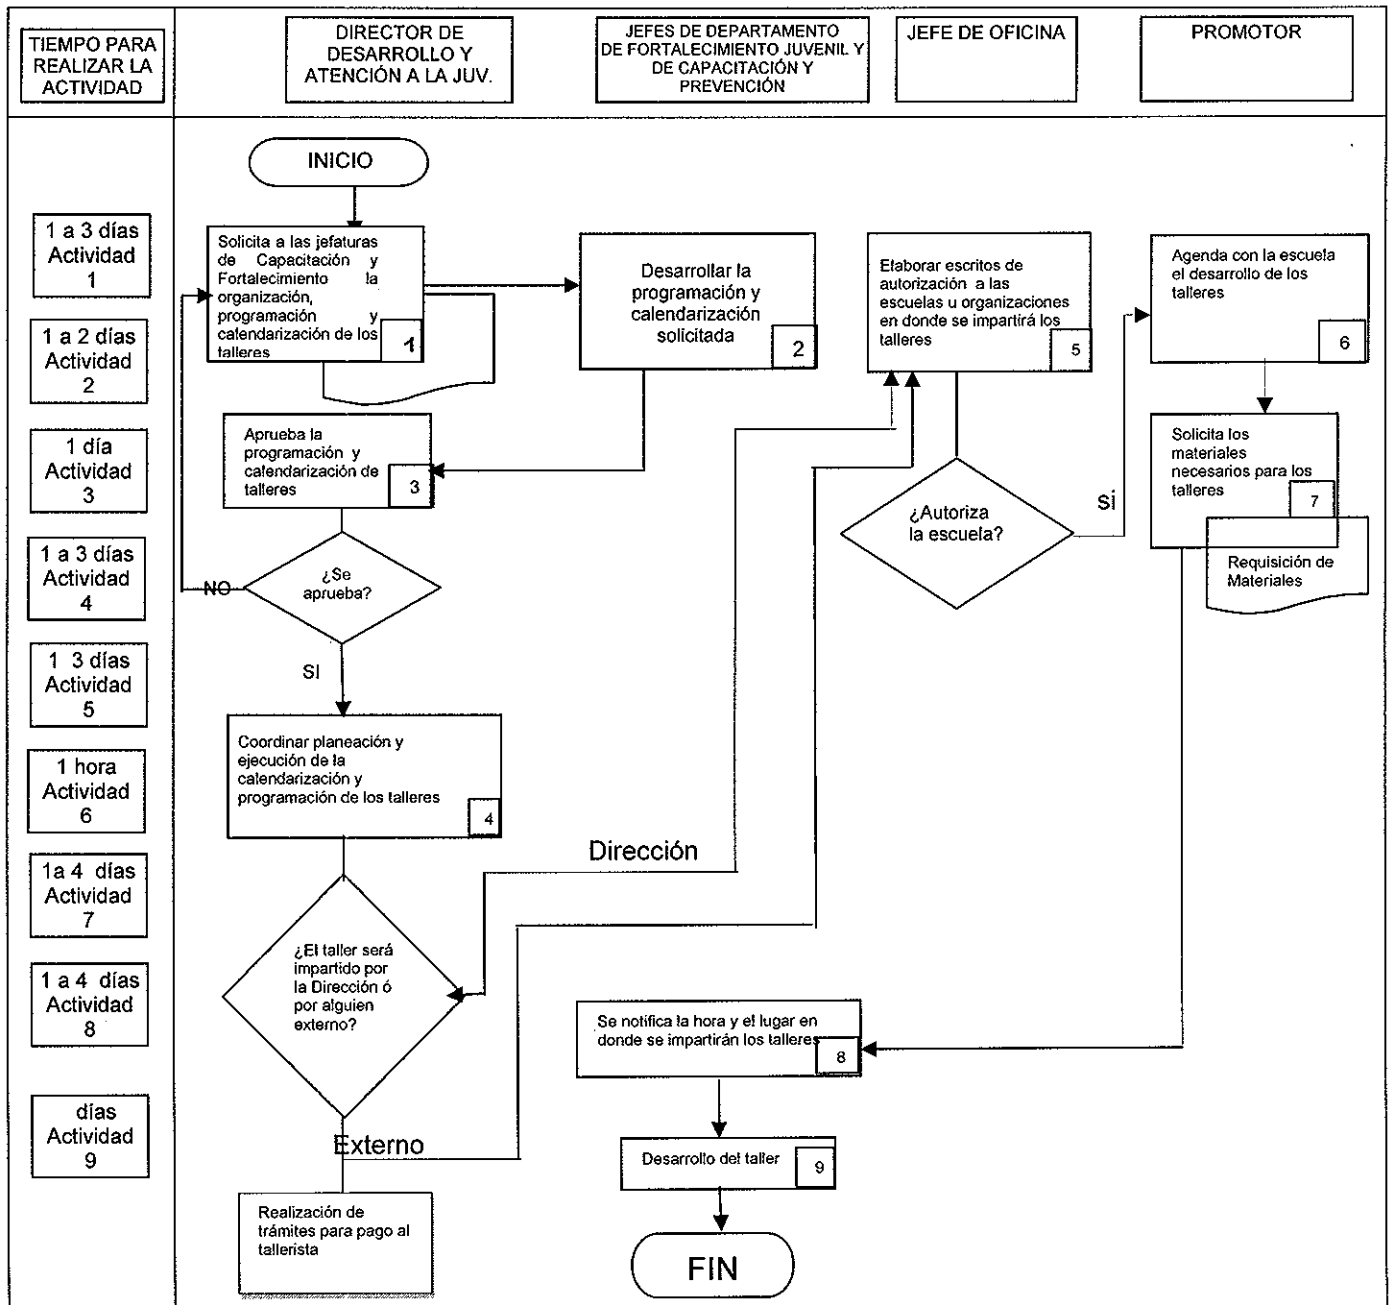 TIEMPO PARA
REALIZAR LA
ACTIVIDAD
DIRECTOR DE
DESARROLLO Y
ATENCIÓN A LA JUV.
JEFES DE DEPARTAMENTO
DE FORTALECIMIENTO JUVENIL Y
DE CAPACITACIÓN Y
PREVENCIÓN
JEFE DE OFICINA
PROMOTOR
INICIO
1 a 3 días
Actividad
1
1 a 2 días
Actividad
2
1 día
Actividad
3
1 a 3 días
Actividad
4
1 3 días
Actividad
5
1 hora
Actividad
6
1a 4 días
Actividad
7
1 a 4 días
Actividad
8
días
Actividad
9
Solicita a las jefaturas
de Capacitación y
Fortalecimiento la
organización,
programación y
calendarización de los
talleres
1
Desarrollar la
programación y
calendarización
solicitada
2
Aprueba la
programación y
calendarización de
talleres
3
¿Se
aprueba?
NO
SI
Coordinar planeación y
ejecución de la
calendarización y
programación de los talleres
4
¿El taller será
impartido por
la Dirección ó
por alguien
externo?
Dirección
Externo
Realización de
trámites para pago al
tallerista
Elaborar escritos de
autorización a las
escuelas u organizaciones
en donde se impartirá los
talleres
5
¿Autoriza
la escuela?
si
Agenda con la escuela
el desarrollo de los
talleres
6
Solicita los
materiales
necesarios para los
talleres
7
Requisición de
Materiales
Se notifica la hora y el lugar en
donde se impartirán los talleres
8
Desarrollo del taller
9
FIN